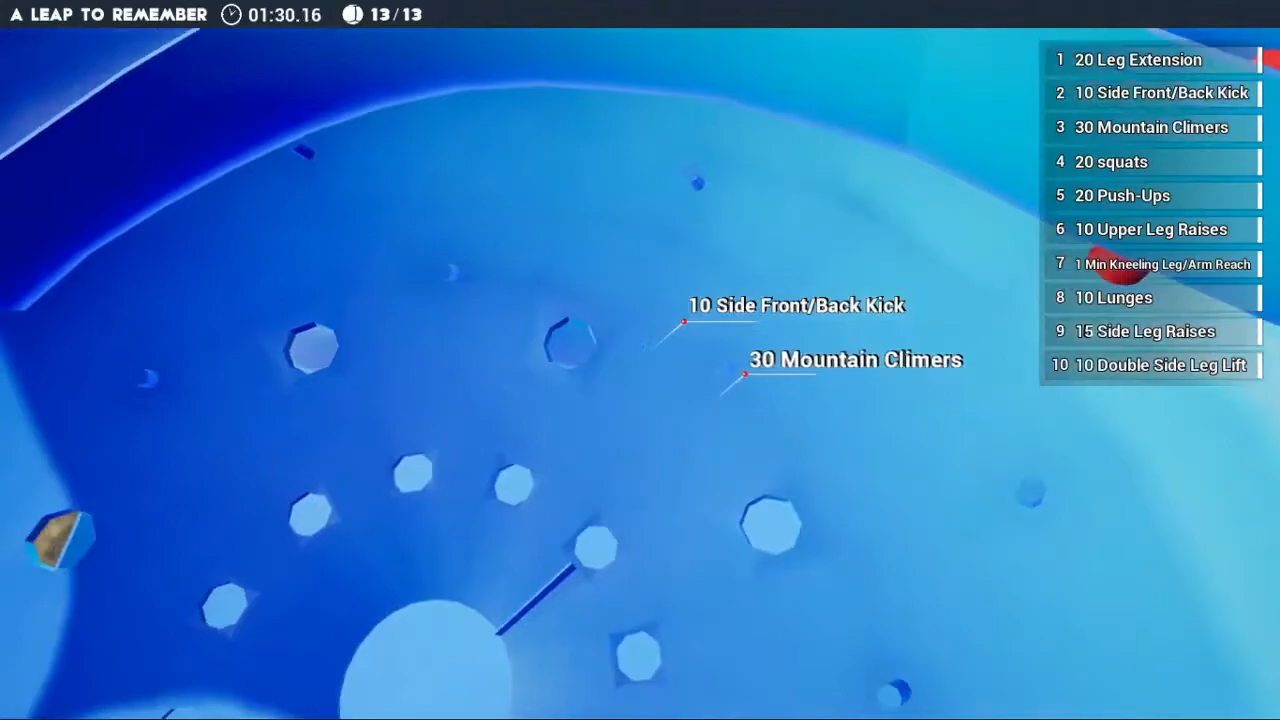 A LEAP TO REMEMBER 01:30.16 13/13
1 20 Leg Extension
2 10 Side Front/Back Kick
3 30 Mountain Climers
4 20 squats
5 20 Push-Ups
6 10 Upper Leg Raises
7 1 Min Kneeling Leg/Arm Reach
8 10 Lunges
9 15 Side Leg Raises
10 10 Double Side Leg Lift
10 Side Front/Back Kick
30 Mountain Climers